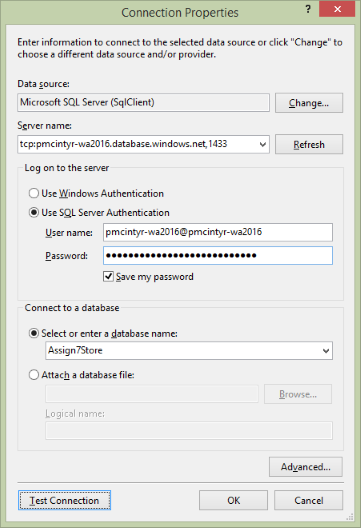 Connection Properties
?
Enter information to connect to the selected data source or click "Change" to
choose a different data source and/or provider.
Data source:
Microsoft SQL Server (SqlClient)
Change...
Server name:
tcp:pmcintyr-wa2016.database.windows.net,1433
Refresh
Log on to the server
Use Windows Authentication
Use SQL Server Authentication
User name:
pmcintyr-wa2016@pmcintyr-wa2016
Password:
●●●●●●●●●●●●●●●●●●●●●●●●●●●
Save my password
Connect to a database
Select or enter a database name:
Assign7Store
Attach a database file:
Browse...
Logical name:
Advanced...
Test Connection
OK
Cancel